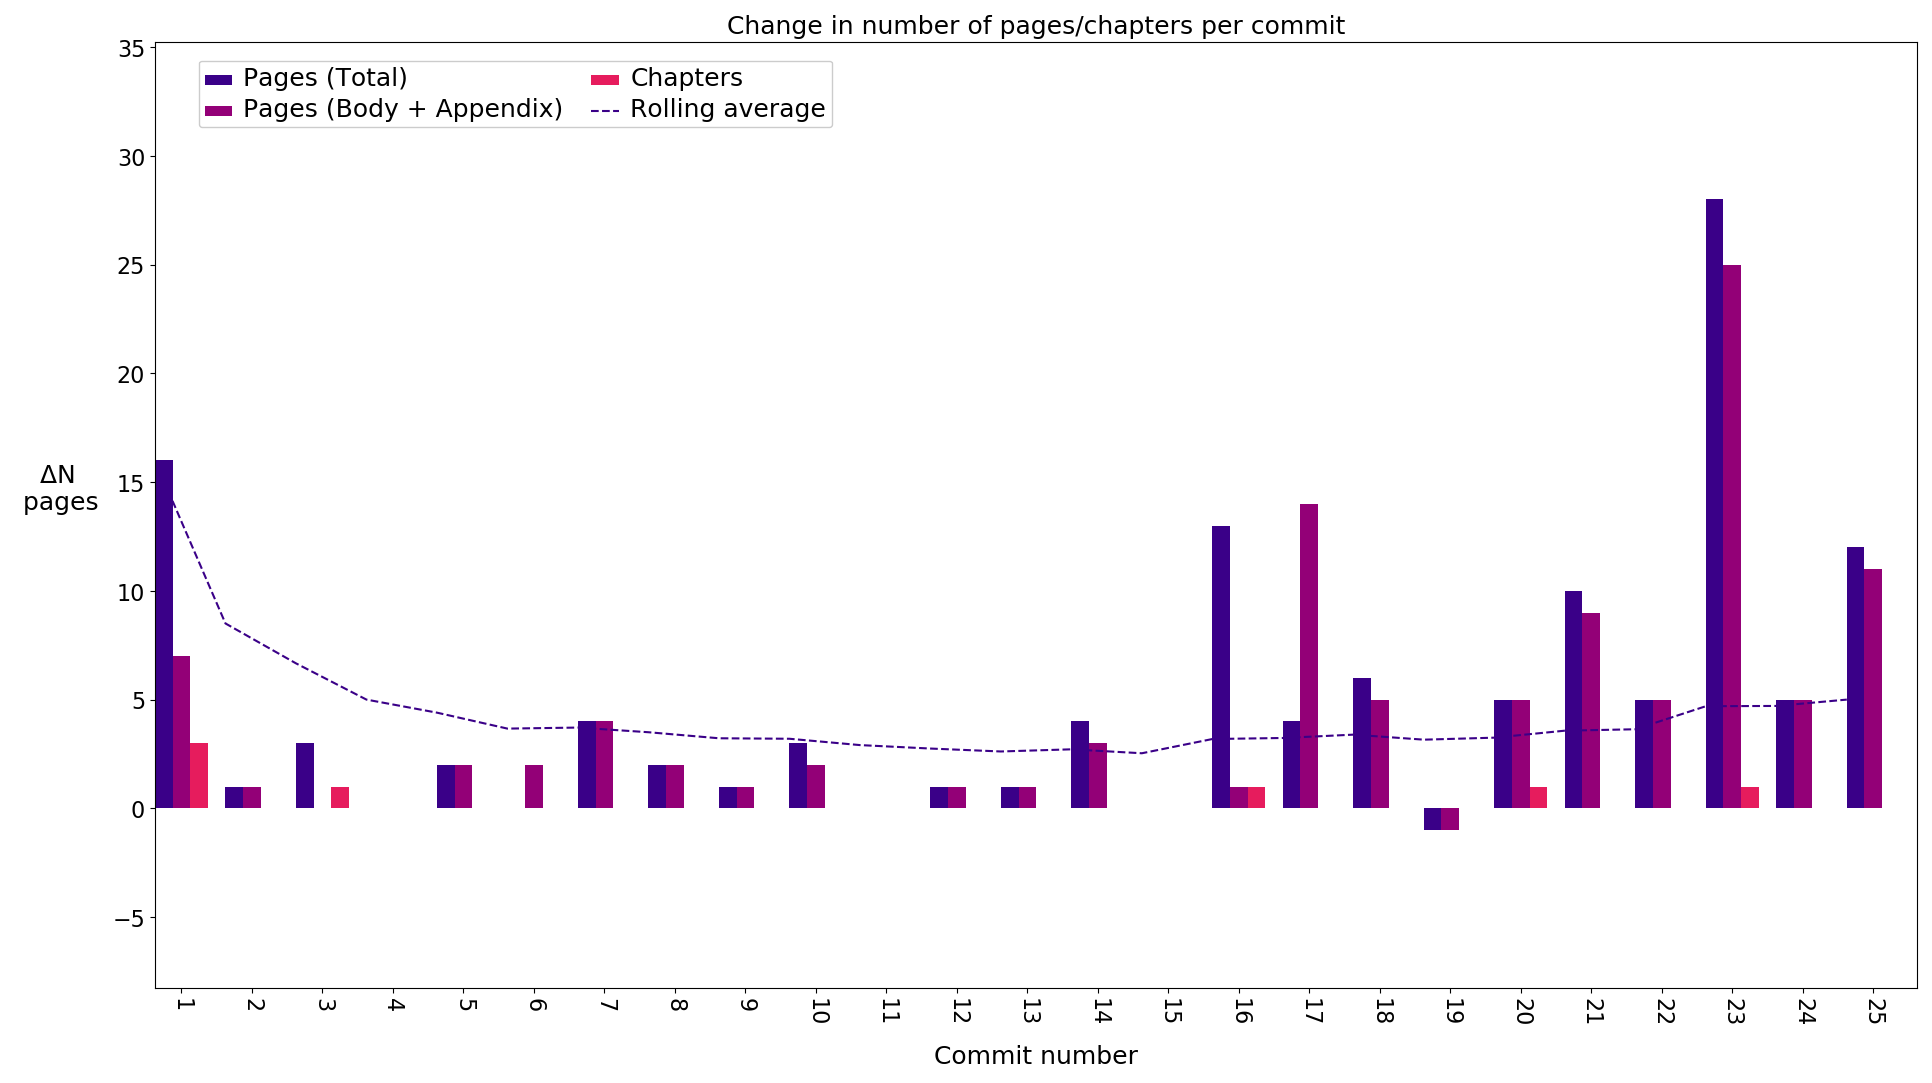 Change in number of pages/chapters per commit
Pages (Total)
Pages (Body + Appendix)
Chapters
Rolling average
35
30
25
20
15
10
5
0
−5
ΔN
pages
1 2 3 4 5 6 7 8 9 10 11 12 13 14 15 16 17 18 19 20 21 22 23 24 25
Commit number